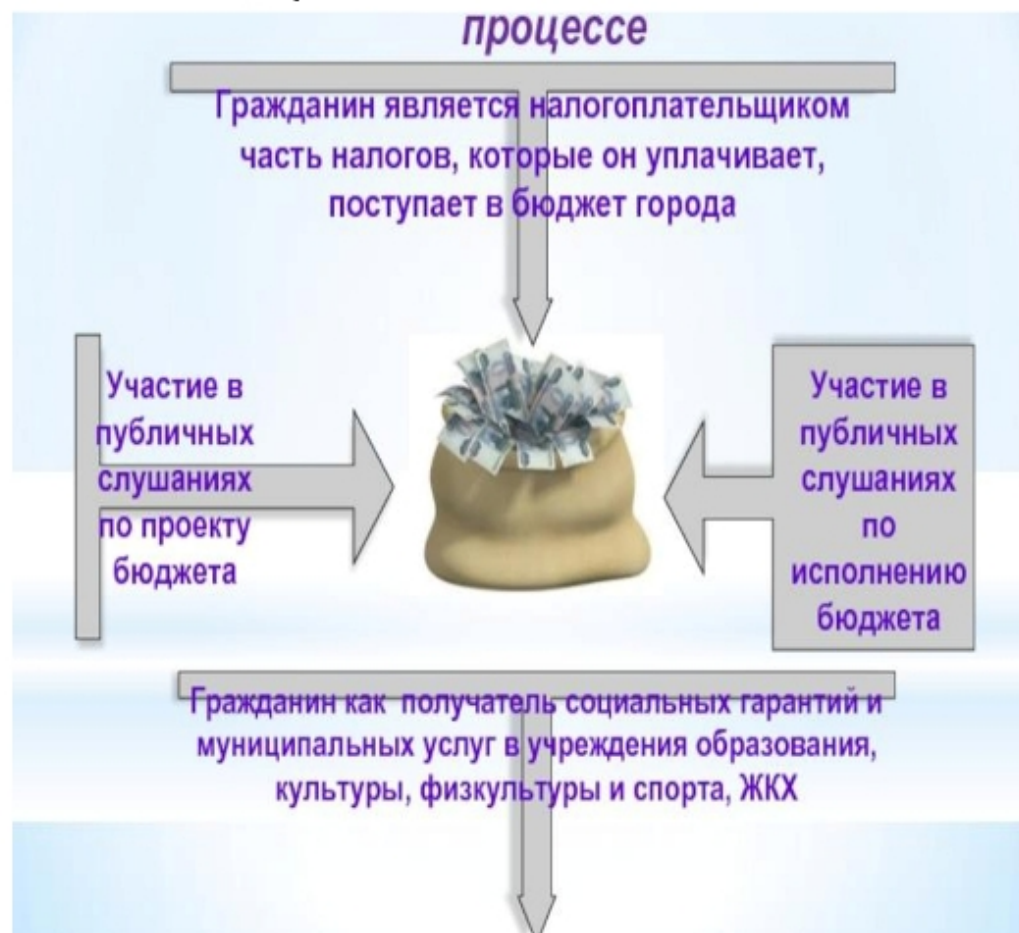 процессе
Гражданин является налогоплательщиком
часть налогов, которые он уплачивает,
поступает в бюджет города
Участие в
публичных
слушаниях
по проекту
бюджета
Участие в
публичных
слушаниях
по
исполнению
бюджета
Гражданин как получатель социальных гарантий и
муниципальных услуг в учреждения образования,
культуры, физкультуры и спорта, ЖКХ